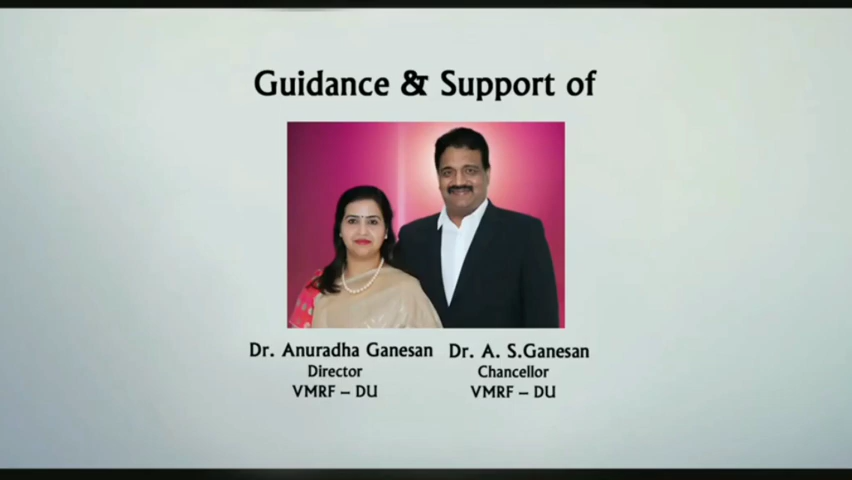 Guidance & Support of
Dr. Anuradha Ganesan Dr. A. S.Ganesan
Director Chancellor
VMRF – DU VMRF – DU